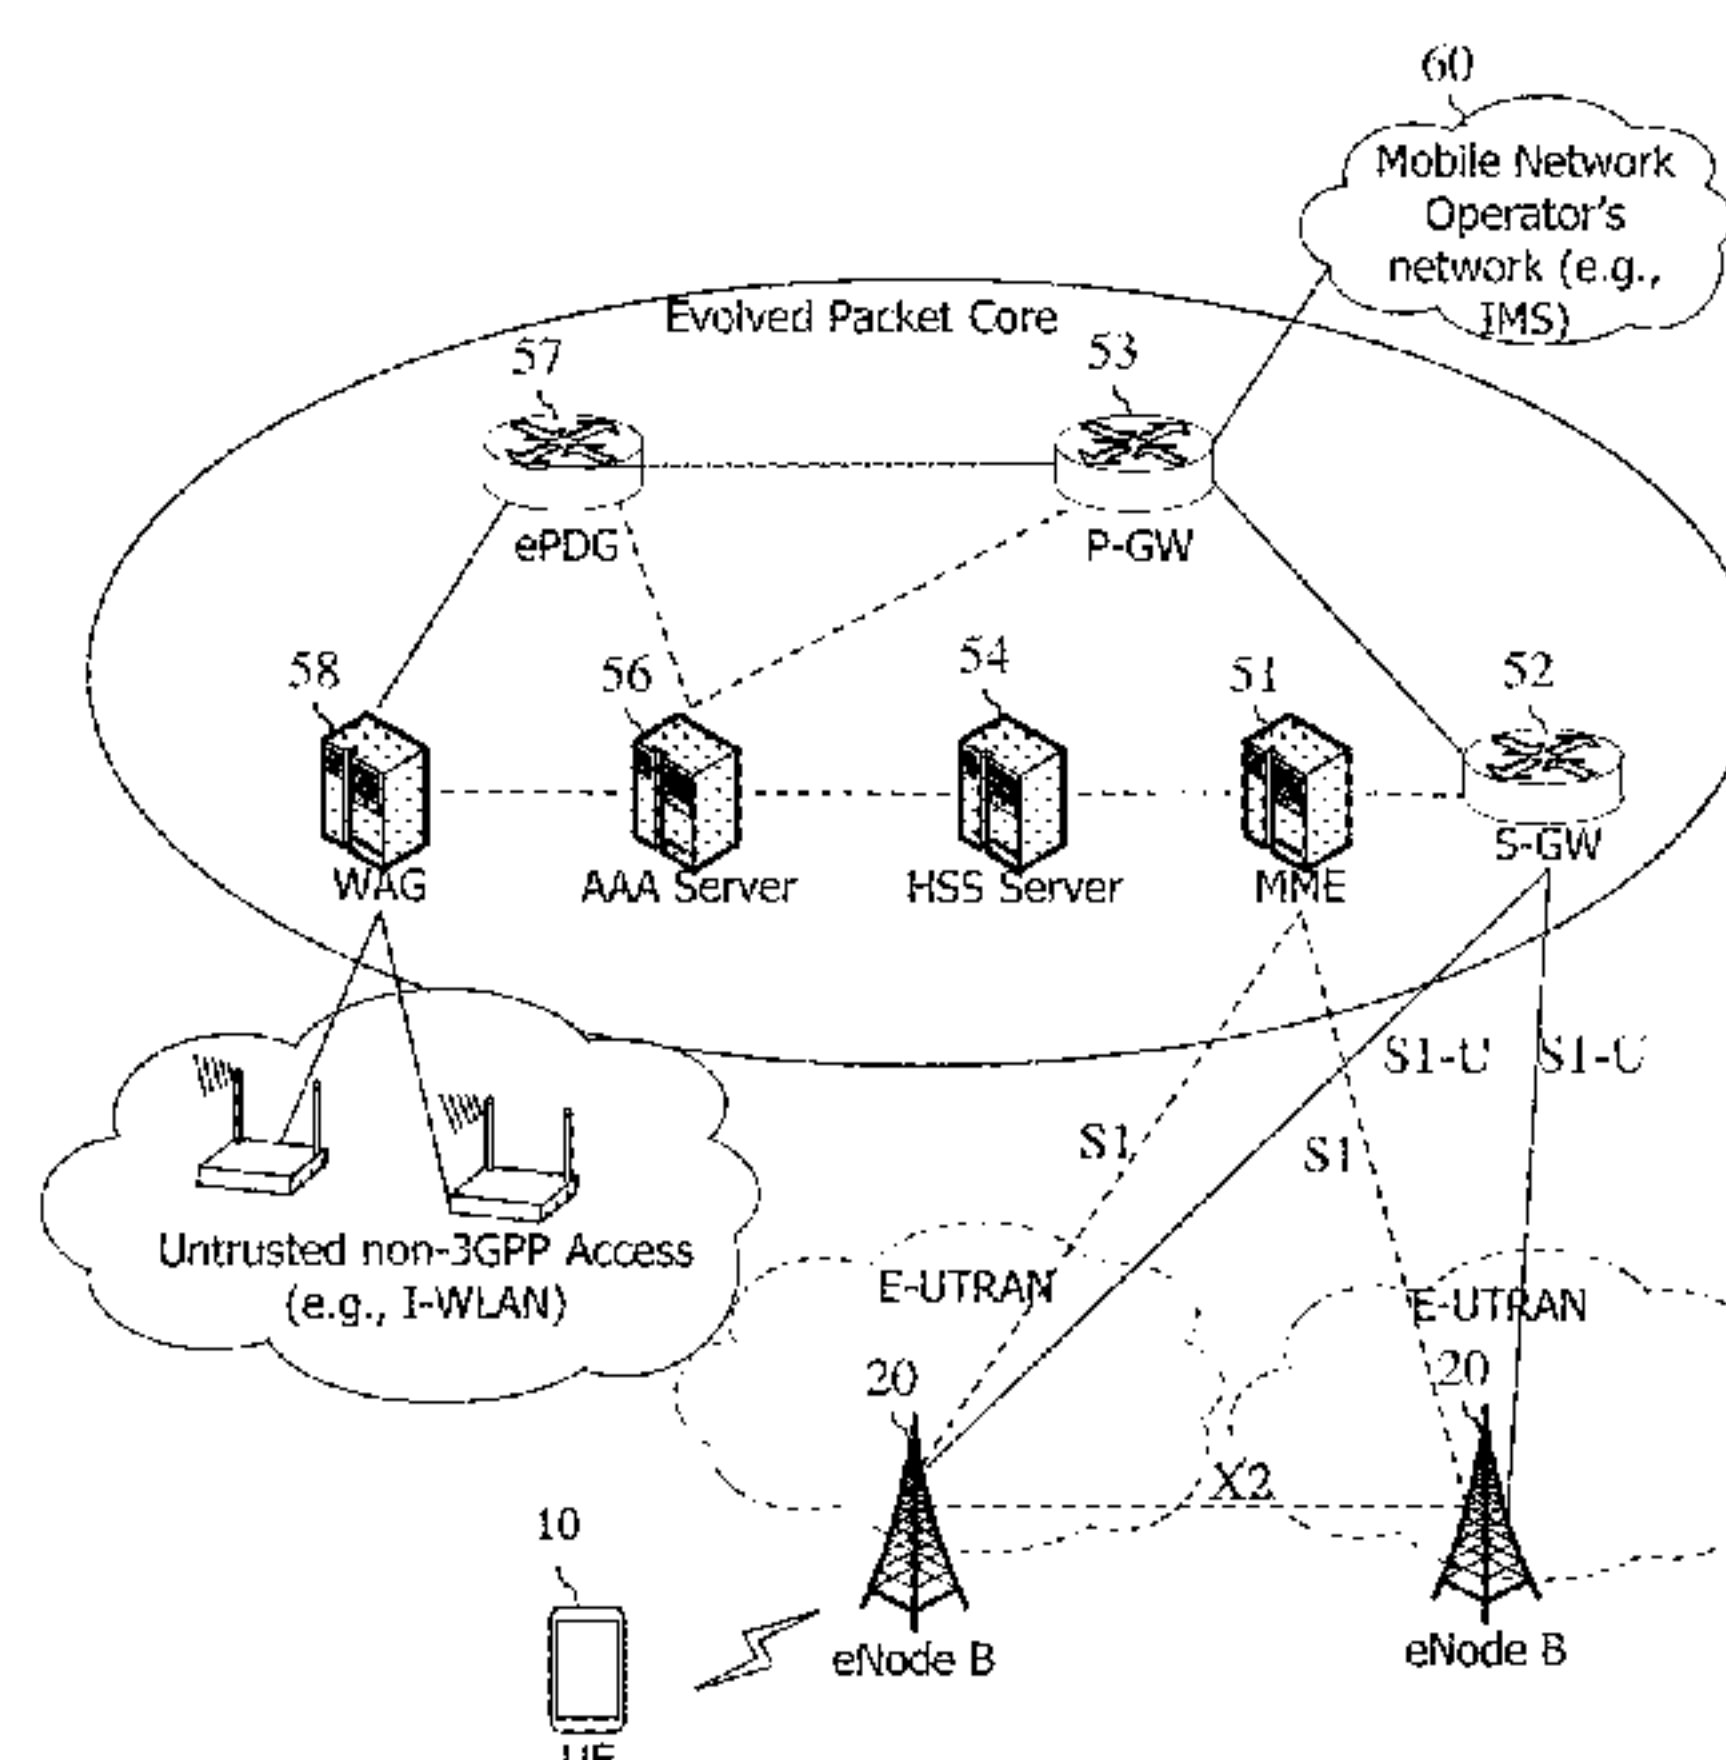 60
Mobile Network
Operator's
network (e.g.,
IMS)
Evolved Packet Core
57
53
ePDG
P-GW
58
56
54
51
52
WAG
AAA Server
HSS Server
MME
S-GW
S1-U
S1-U
S1
S1
Untrusted non-3GPP Access
(e.g., I-WLAN)
E-UTRAN
E-UTRAN
20
20
X2
10
eNode B
eNode B
UE